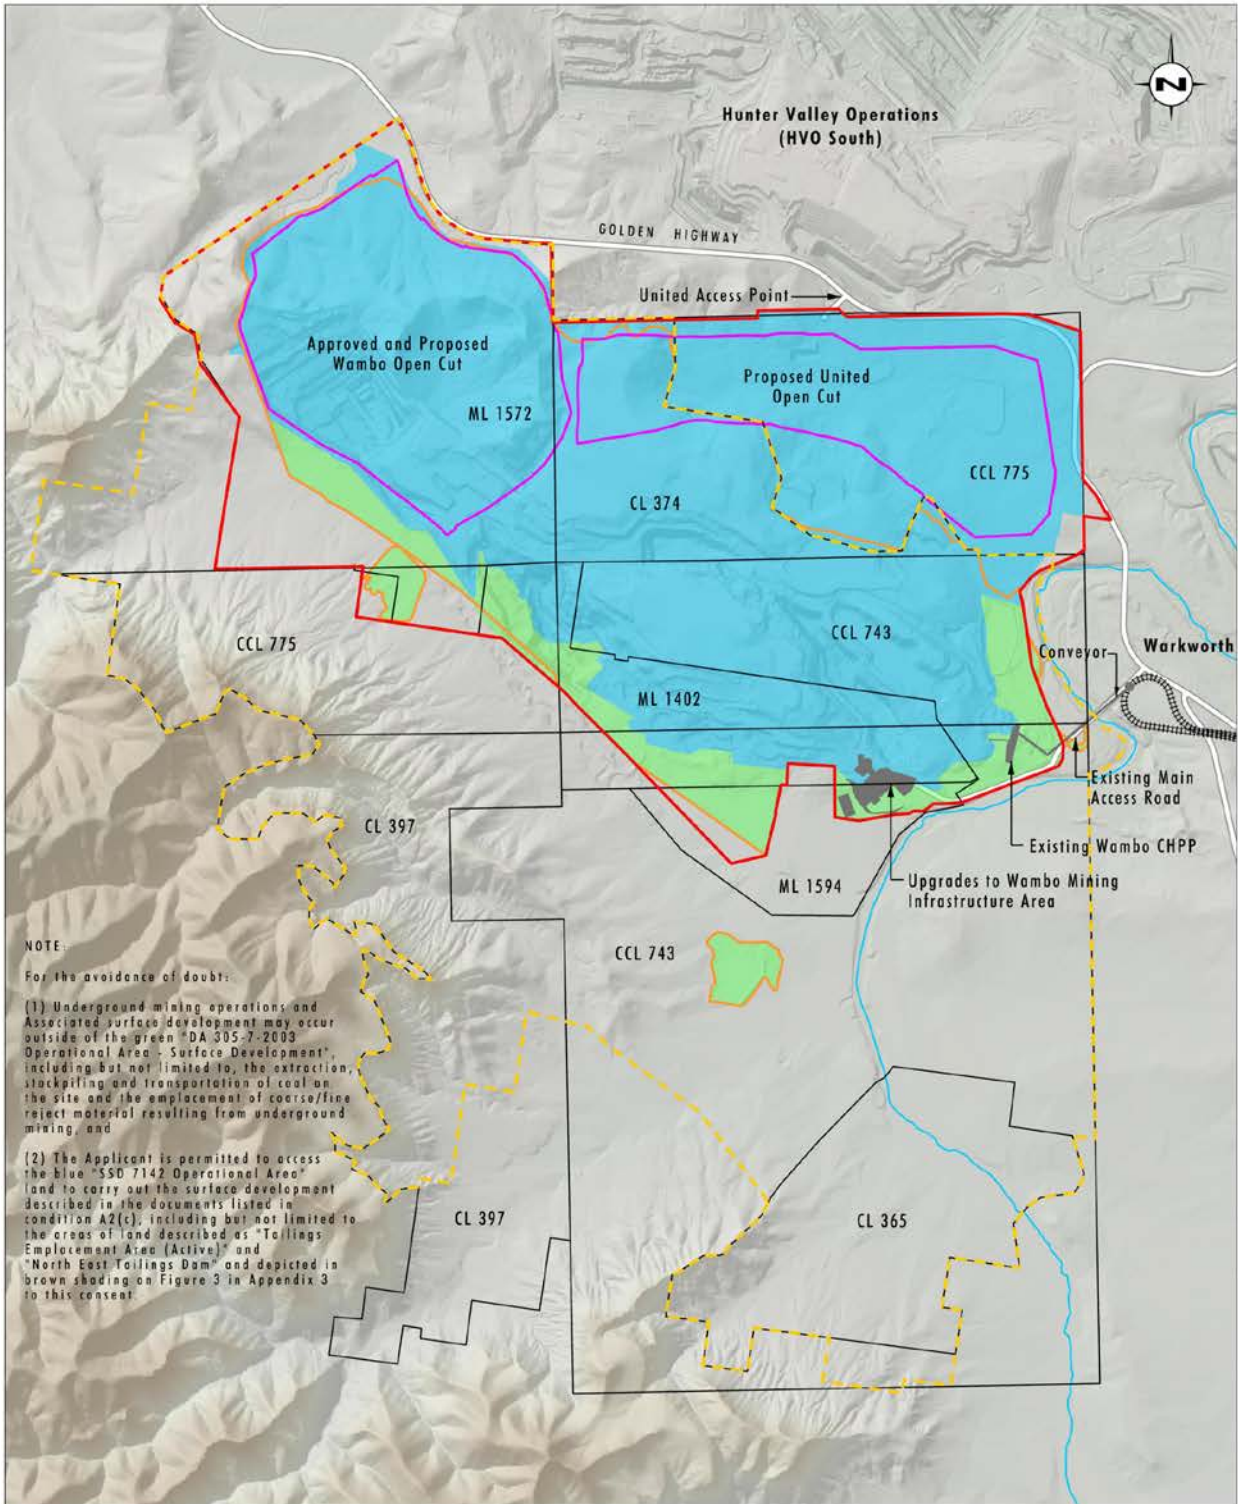 N
Hunter Valley Operations
(HVO South)
GOLDEN HIGHWAY
United Access Point
Approved and Proposed
Wambo Open Cut
Proposed United
Open Cut
ML 1572
CCL 775
CL 374
CCL 775
CCL 743
Conveyor
Warkworth
ML 1402
Existing Main
Access Road
CL 397
Existing Wambo CHPP
ML 1594
Upgrades to Wambo Mining
Infrastructure Area
CCL 743
NOTE:
For the avoidance of doubt:
(1) Underground mining operations and
Associated surface development may occur
outside of the green "DA 305-7-2003
Operational Area - Surface Development",
including but not limited to, the extraction,
stockpiling and transportation of coal on
the site and the emplacement of coarse/fine
reject material resulting from underground
mining, and
(2) The Applicant is permitted to access
the blue "SSD 7142 Operational Area"
land to carry out the surface development
described in the documents listed in
condition A2(c), including but not limited to
the areas of land described as "Tailings
Emplacement Area (Active)" and
"North East Tailings Dam" and depicted in
brown shading on Figure 3 in Appendix 3
to this consent.
CL 397
CL 365